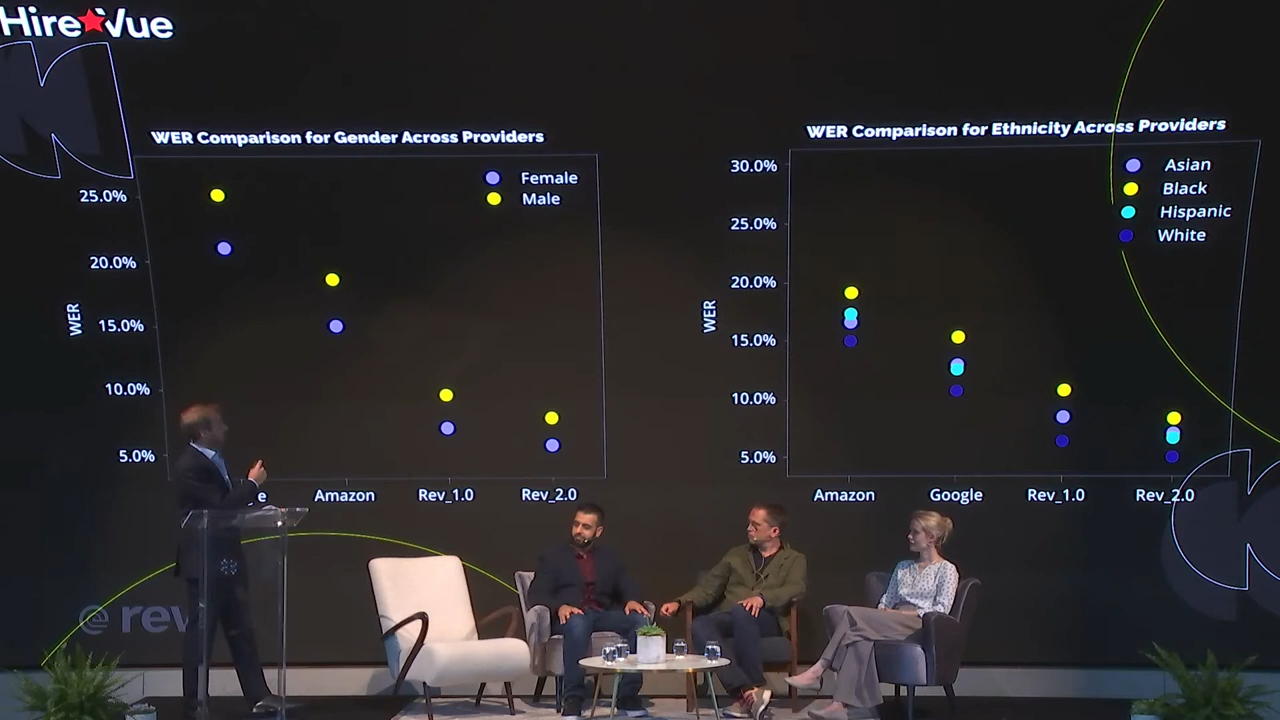 Hire Vue
WER Comparison for Gender Across Providers
Female
Male
25.0%
20.0%
15.0%
10.0%
5.0%
WER
e
Amazon
Rev_1.0
Rev_2.0
WER Comparison for Ethnicity Across Providers
Asian
Black
Hispanic
White
30.0%
25.0%
20.0%
15.0%
10.0%
5.0%
WER
Amazon
Google
Rev_1.0
Rev_2.0
rev